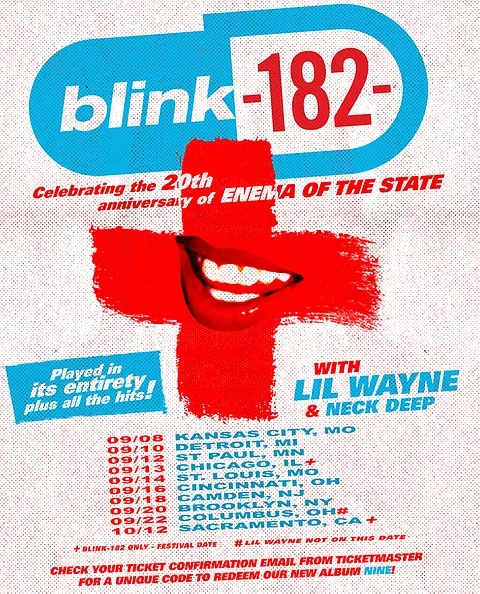 blink-182-
Celebrating the 20th
anniversary of ENEMA OF THE STATE
Played in
its entirety
plus all the hits!
WITH
LIL WAYNE
& NECK DEEP
09/08 KANSAS CITY, MO
09/10 DETROIT, MI
09/12 ST PAUL, MN
09/13 CHICAGO, IL+
09/14 ST. LOUIS, MO
09/16 CINCINNATI, OH
09/18 CAMDEN, NJ
09/20 BROOKLYN, NY
09/22 COLUMBUS, OH#
10/12 SACRAMENTO, CA+
+ BLINK-182 ONLY - FESTIVAL DATE # LIL WAYNE NOT ON THIS DATE
CHECK YOUR TICKET CONFIRMATION EMAIL FROM TICKETMASTER
FOR A UNIQUE CODE TO REDEEM OUR NEW ALBUM NINE!